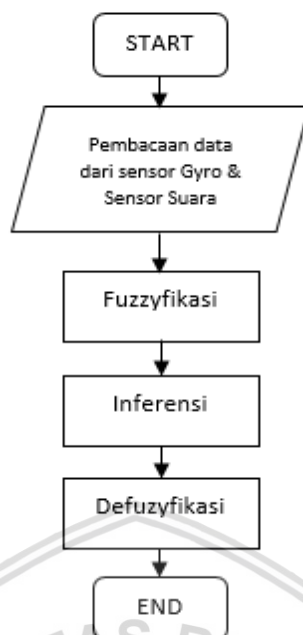 START
Pembacaan data
dari sensor Gyro &
Sensor Suara
Fuzzyfikasi
Inferensi
Defuzyfikasi
END